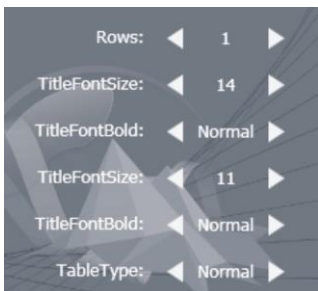 Rows: 1
TitleFontSize: 14
TitleFontBold: Normal
TitleFontSize: 11
TitleFontBold: Normal
TableType: Normal